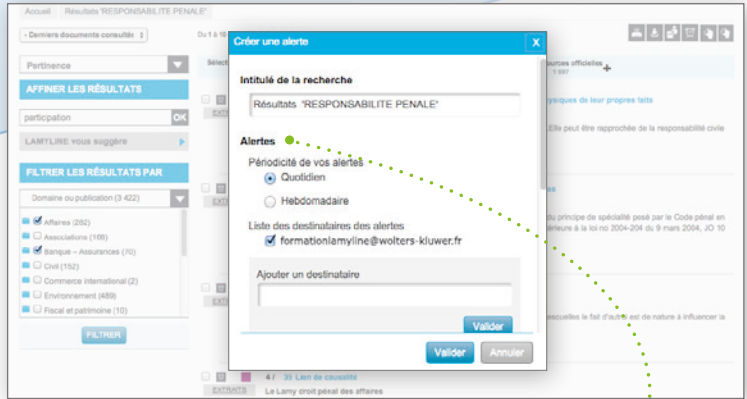 Accueil Résultats "RESPONSABILITE PENALE"
- Derniers documents consultés
Du 1 à 10
Pertinence
Sélect
sources officielles
1 697
AFFINER LES RÉSULTATS
participation
OK
LAMYLINE vous suggère
FILTRER LES RÉSULTATS PAR
Domaine ou publication (3 422)
Affaires (282)
Associations (166)
Banque – Assurances (70)
Civil (152)
Commerce international (2)
Environnement (489)
Fiscal et patrimoine (10)
FILTRER
Créer une alerte
X
Intitulé de la recherche
Résultats "RESPONSABILITE PENALE"
Alertes
Périodicité de vos alertes
Quotidien
Hebdomadaire
Liste des destinataires des alertes
formationlamyline@wolters-kluwer.fr
Ajouter un destinataire
Valider
Valider
Annuler
physiques de leur propres faits
.Elle peut être rapprochée de la responsabilité civile
du principe de spécialité posé par le Code pénal en
érieure à la loi no 2004-204 du 9 mars 2004, JO 10
esquelles le fait d'autrui est de nature à influencer la
4 / 35 Lien de causalité
EXTRAITS Le Lamy droit pénal des affaires